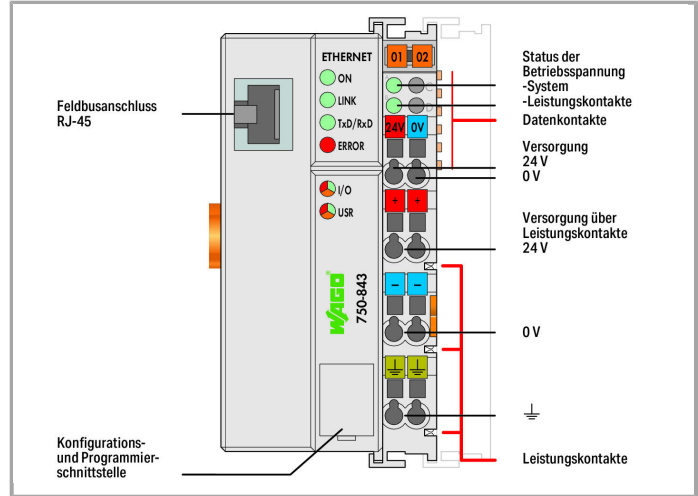 Feldbusanschluss
RJ-45
Konfigurations-
und Programmier-
schnittstelle
ETHERNET
ON
LINK
TxD/RxD
ERROR
I/O
USR
WAGO
750-843
01 02
C
D
24V 0V
+ +
− −
Status der
Betriebsspannung
-System
-Leistungskontakte
Datenkontakte
Versorgung
24 V
0 V
Versorgung über
Leistungskontakte
24 V
0 V
Leistungskontakte